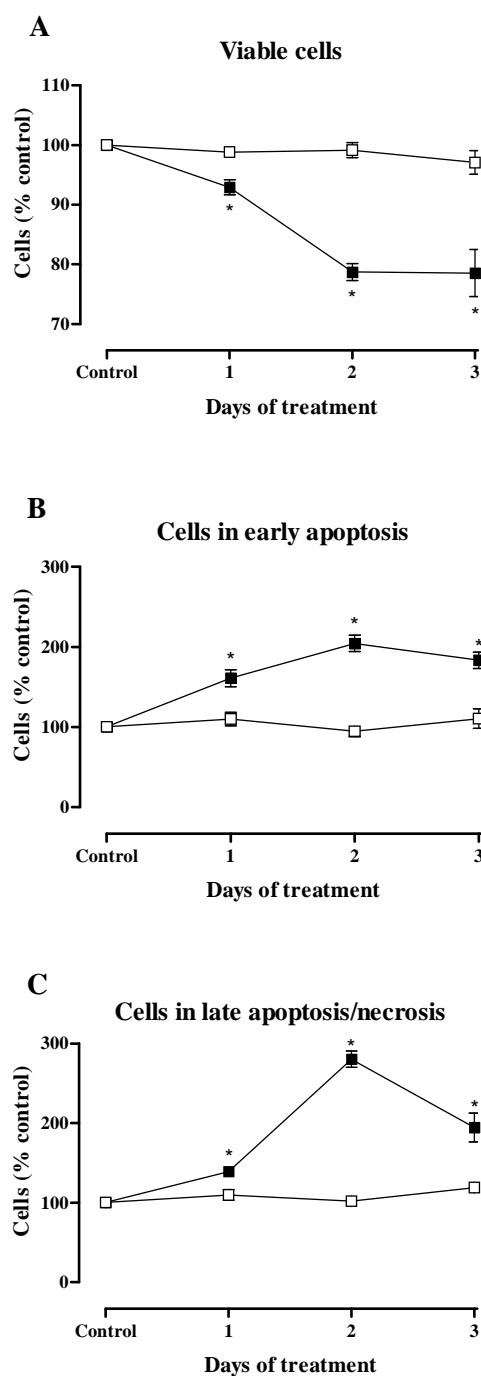 A
Viable cells
110
100
90
80
70
Cells (% control)
*
*
*
Control 1 2 3
Days of treatment
B
Cells in early apoptosis
300
200
100
0
Cells (% control)
*
*
*
Control 1 2 3
Days of treatment
C
Cells in late apoptosis/necrosis
300
200
100
0
Cells (% control)
*
*
*
Control 1 2 3
Days of treatment